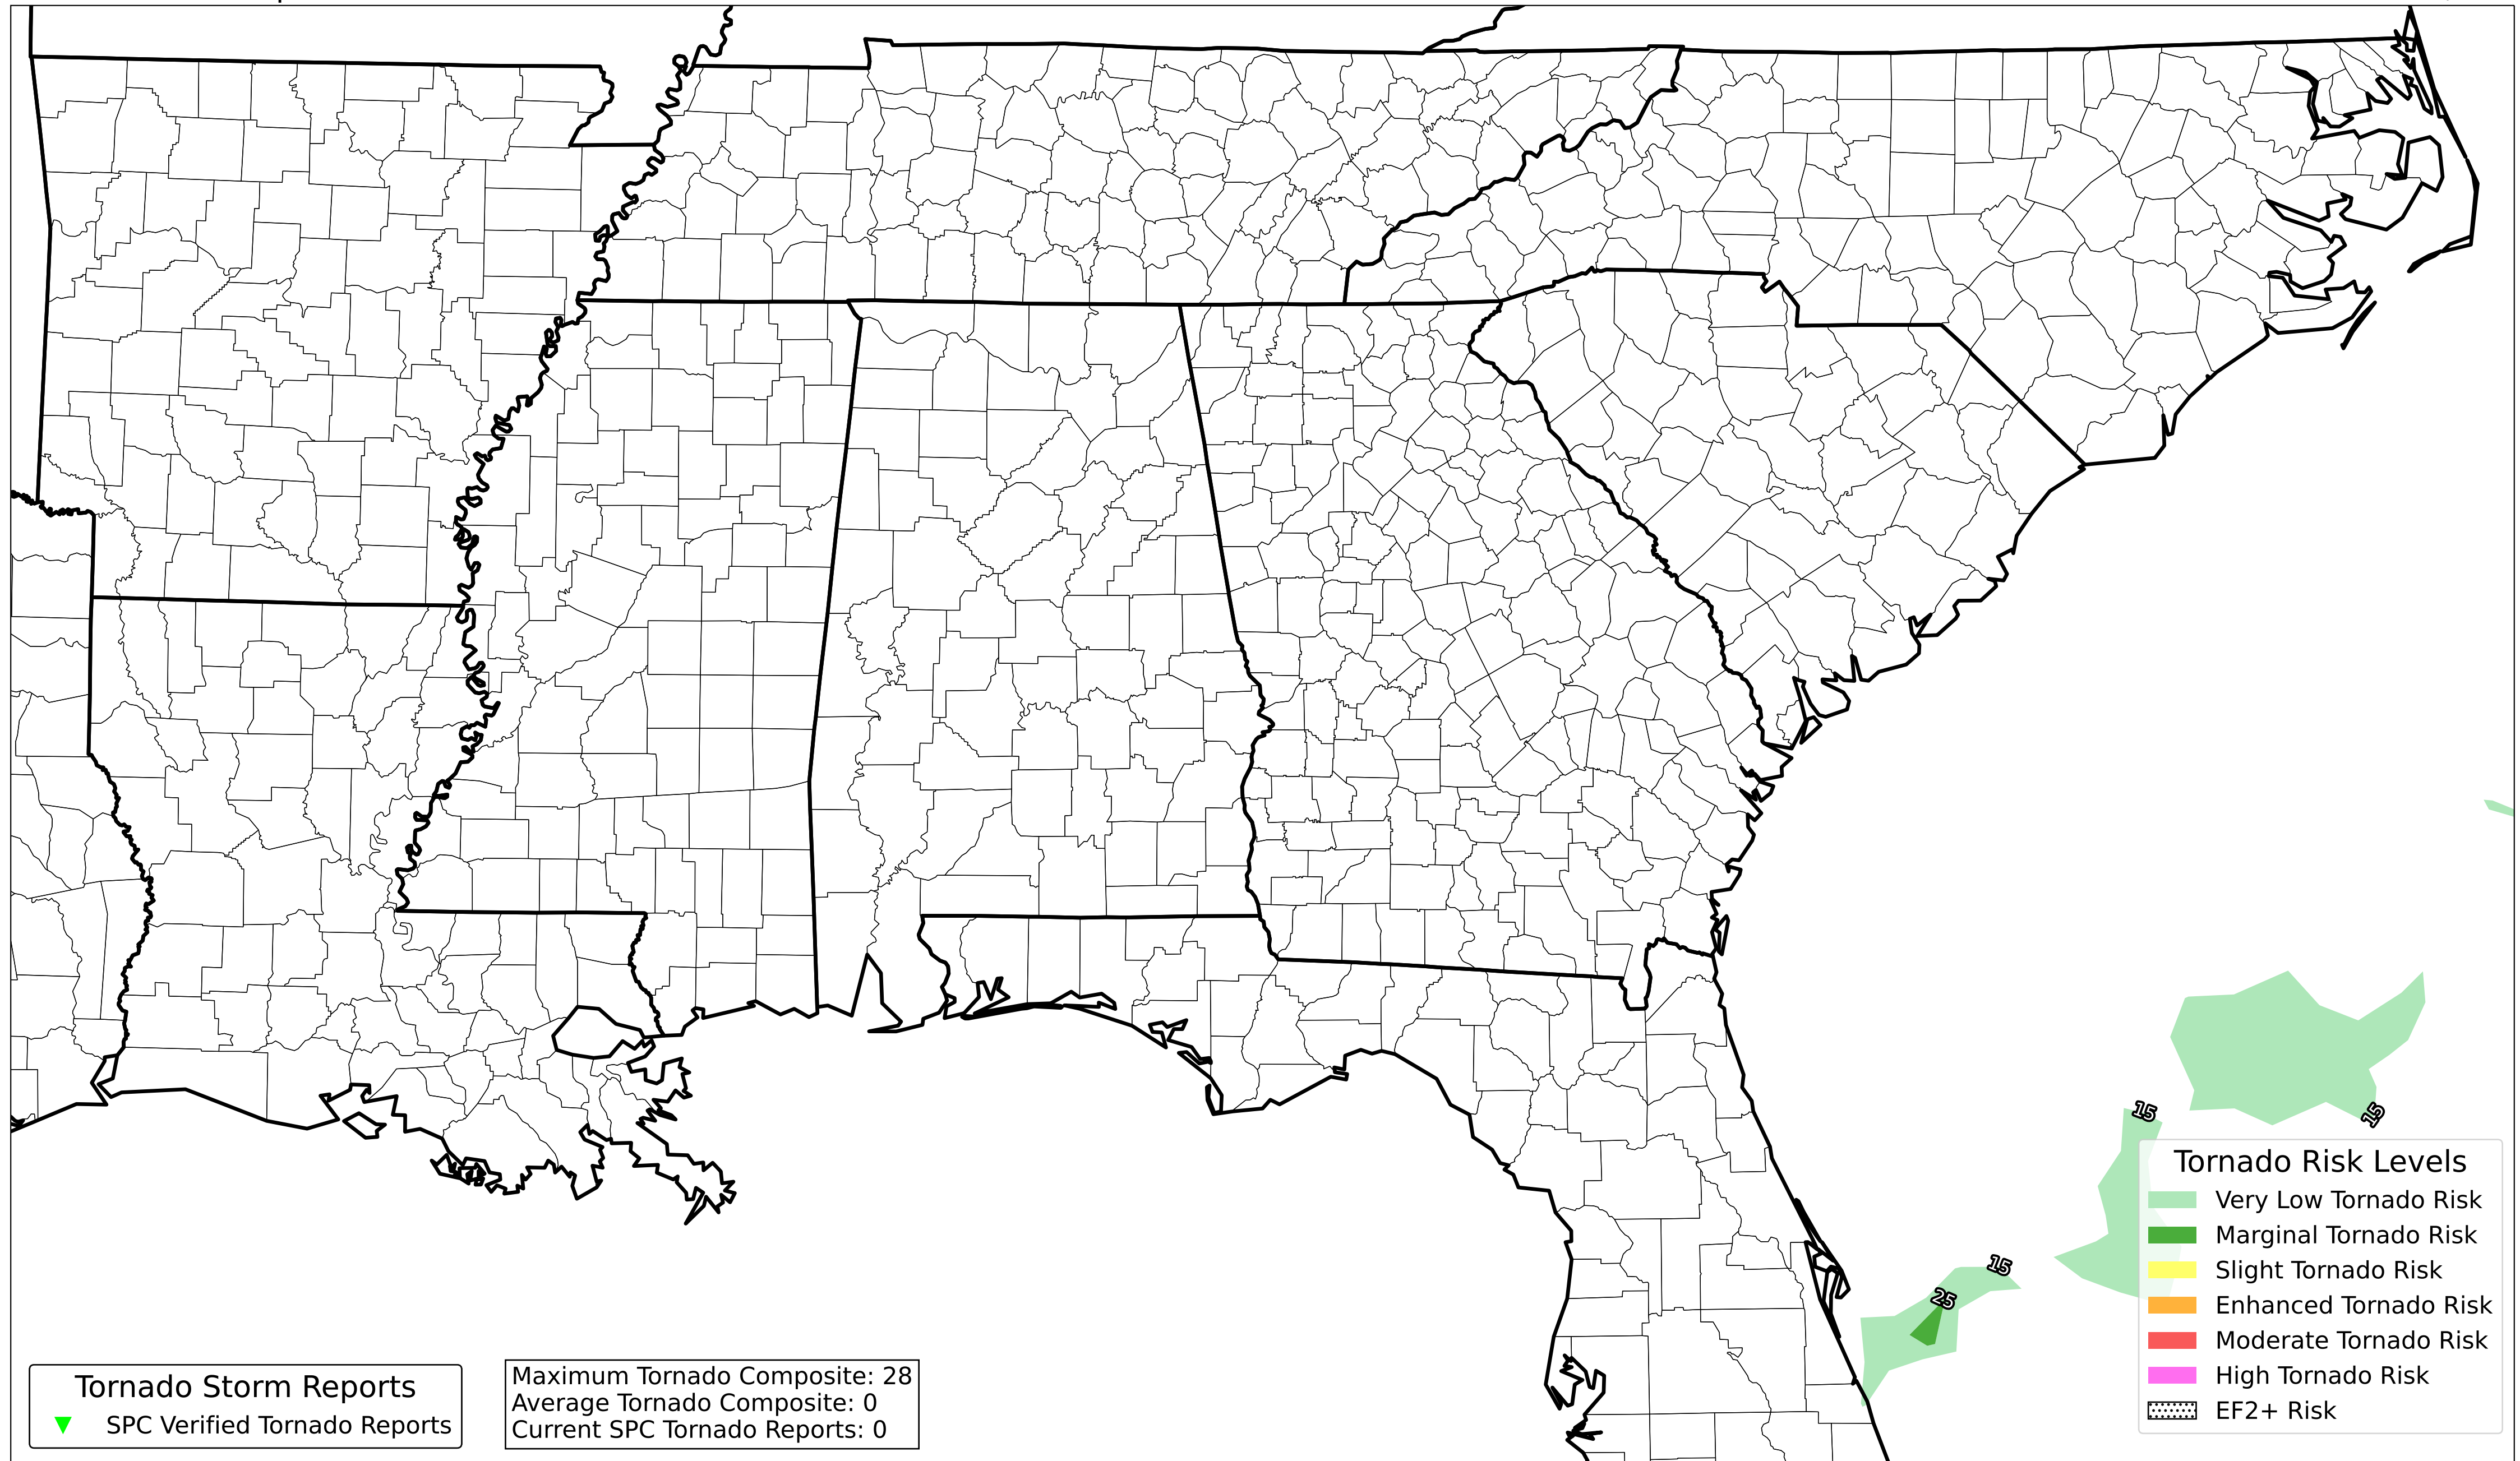 15
15
15
25
Tornado Risk Levels
Very Low Tornado Risk
Marginal Tornado Risk
Slight Tornado Risk
Enhanced Tornado Risk
Moderate Tornado Risk
High Tornado Risk
EF2+ Risk
Tornado Storm Reports
SPC Verified Tornado Reports
Maximum Tornado Composite: 28
Average Tornado Composite: 0
Current SPC Tornado Reports: 0